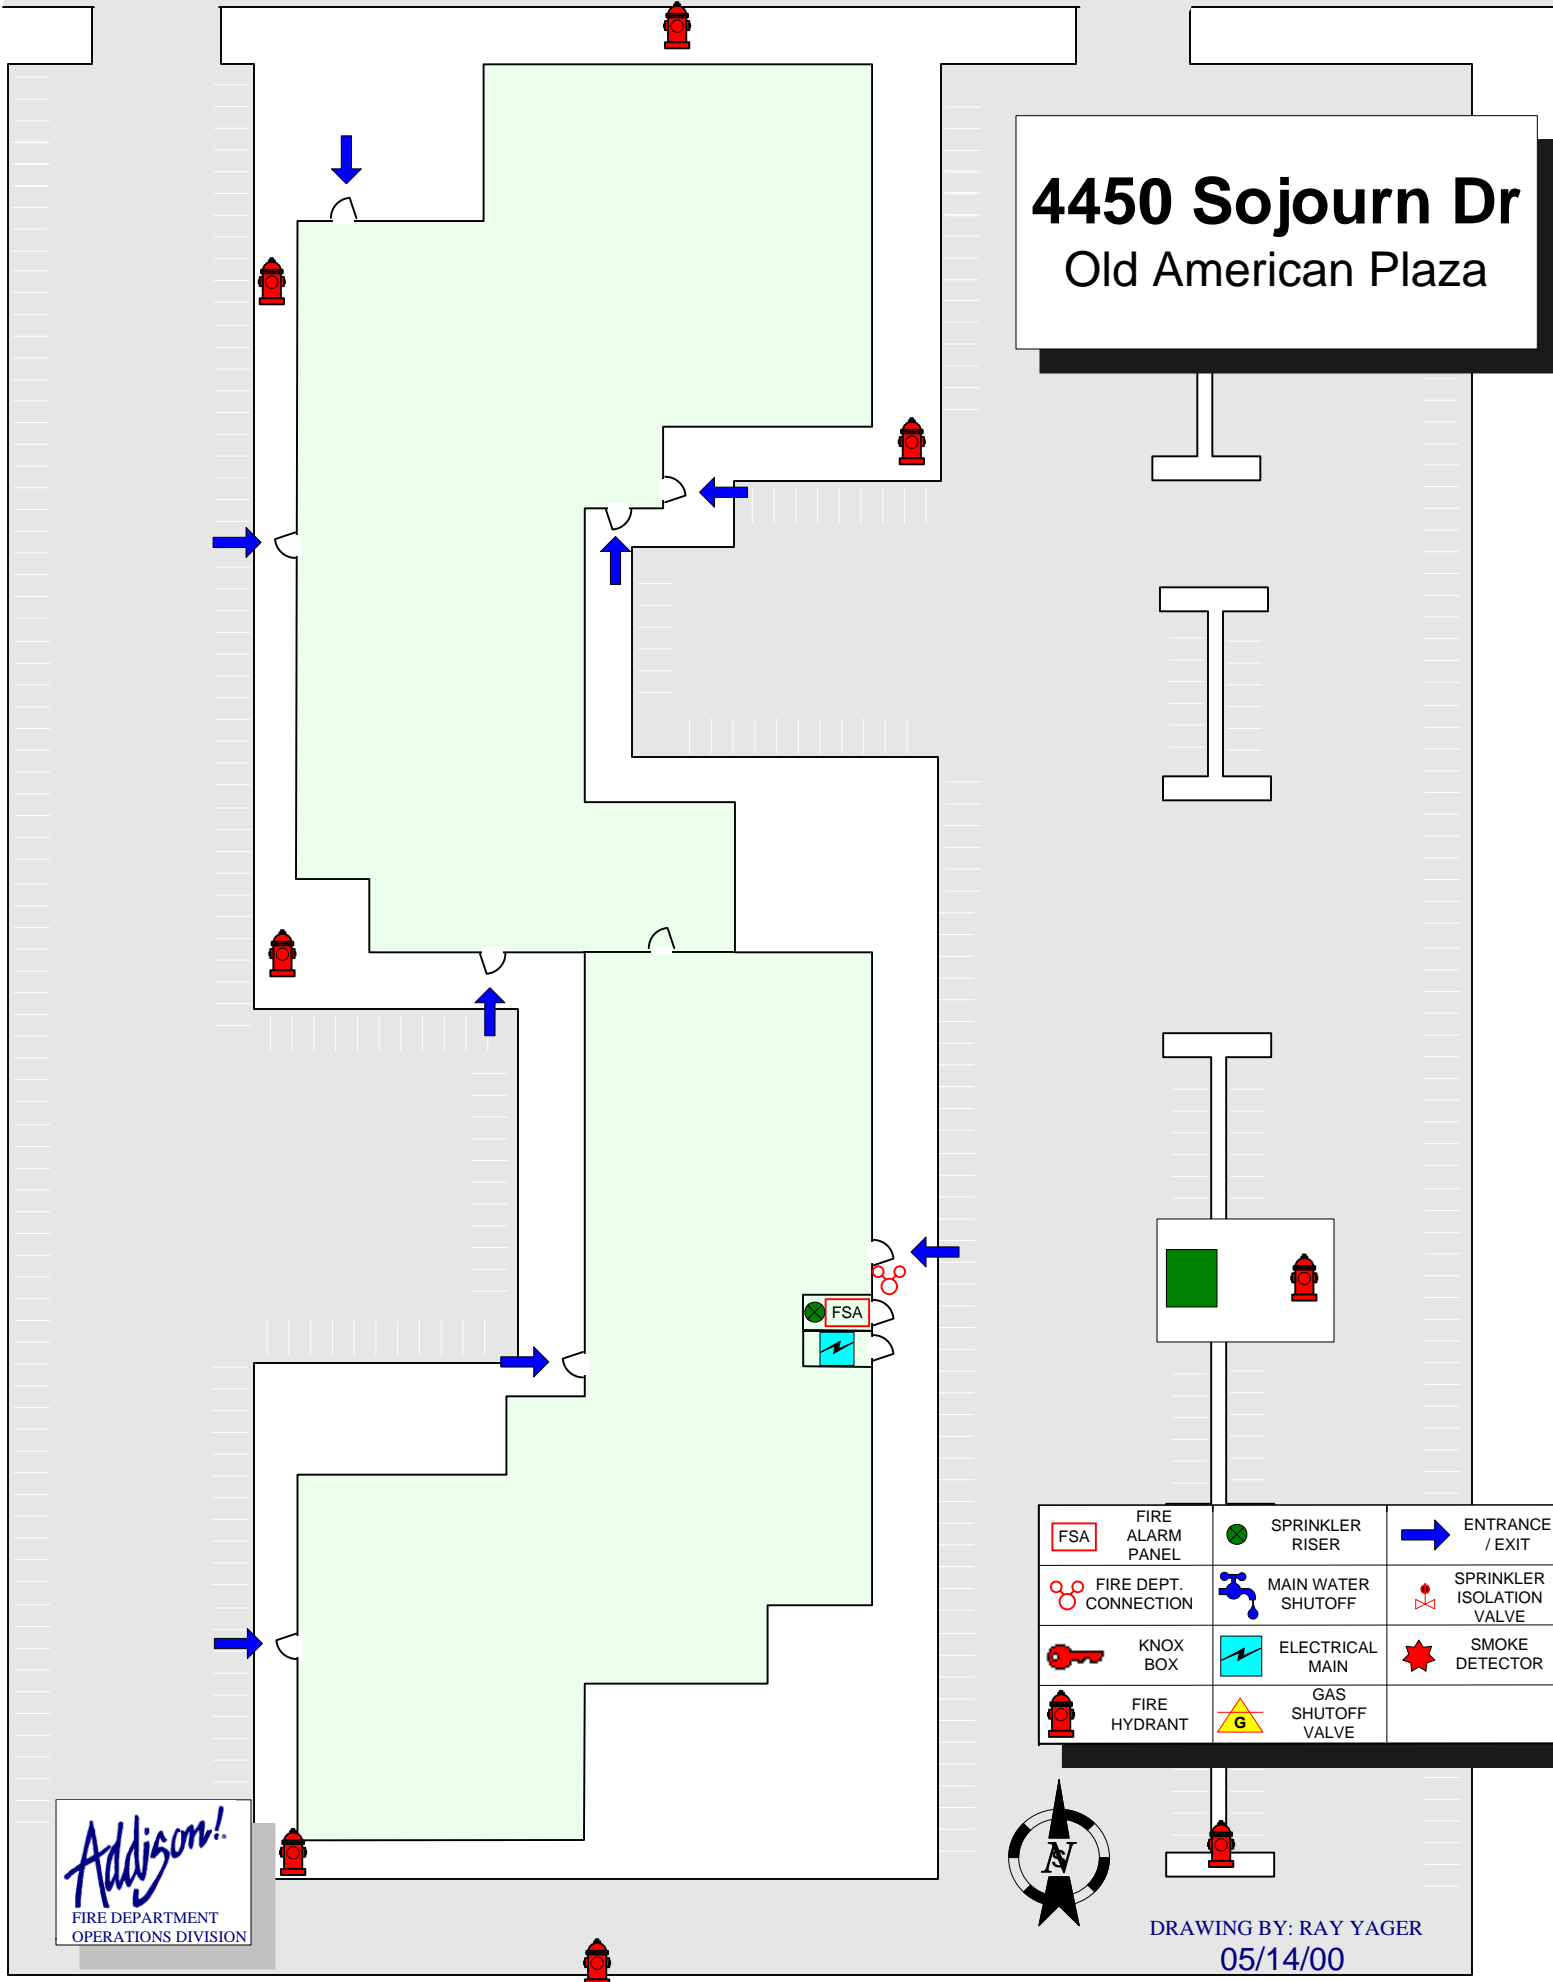 4450 Sojourn Dr
Old American Plaza
FSA
FSA
FIRE
ALARM
PANEL
SPRINKLER
RISER
ENTRANCE
/ EXIT
FIRE DEPT.
CONNECTION
MAIN WATER
SHUTOFF
SPRINKLER
ISOLATION
VALVE
KNOX
BOX
ELECTRICAL
MAIN
SMOKE
DETECTOR
FIRE
HYDRANT
G
GAS
SHUTOFF
VALVE
Addison!
FIRE DEPARTMENT
OPERATIONS DIVISION
N
S
DRAWING BY: RAY YAGER
05/14/00